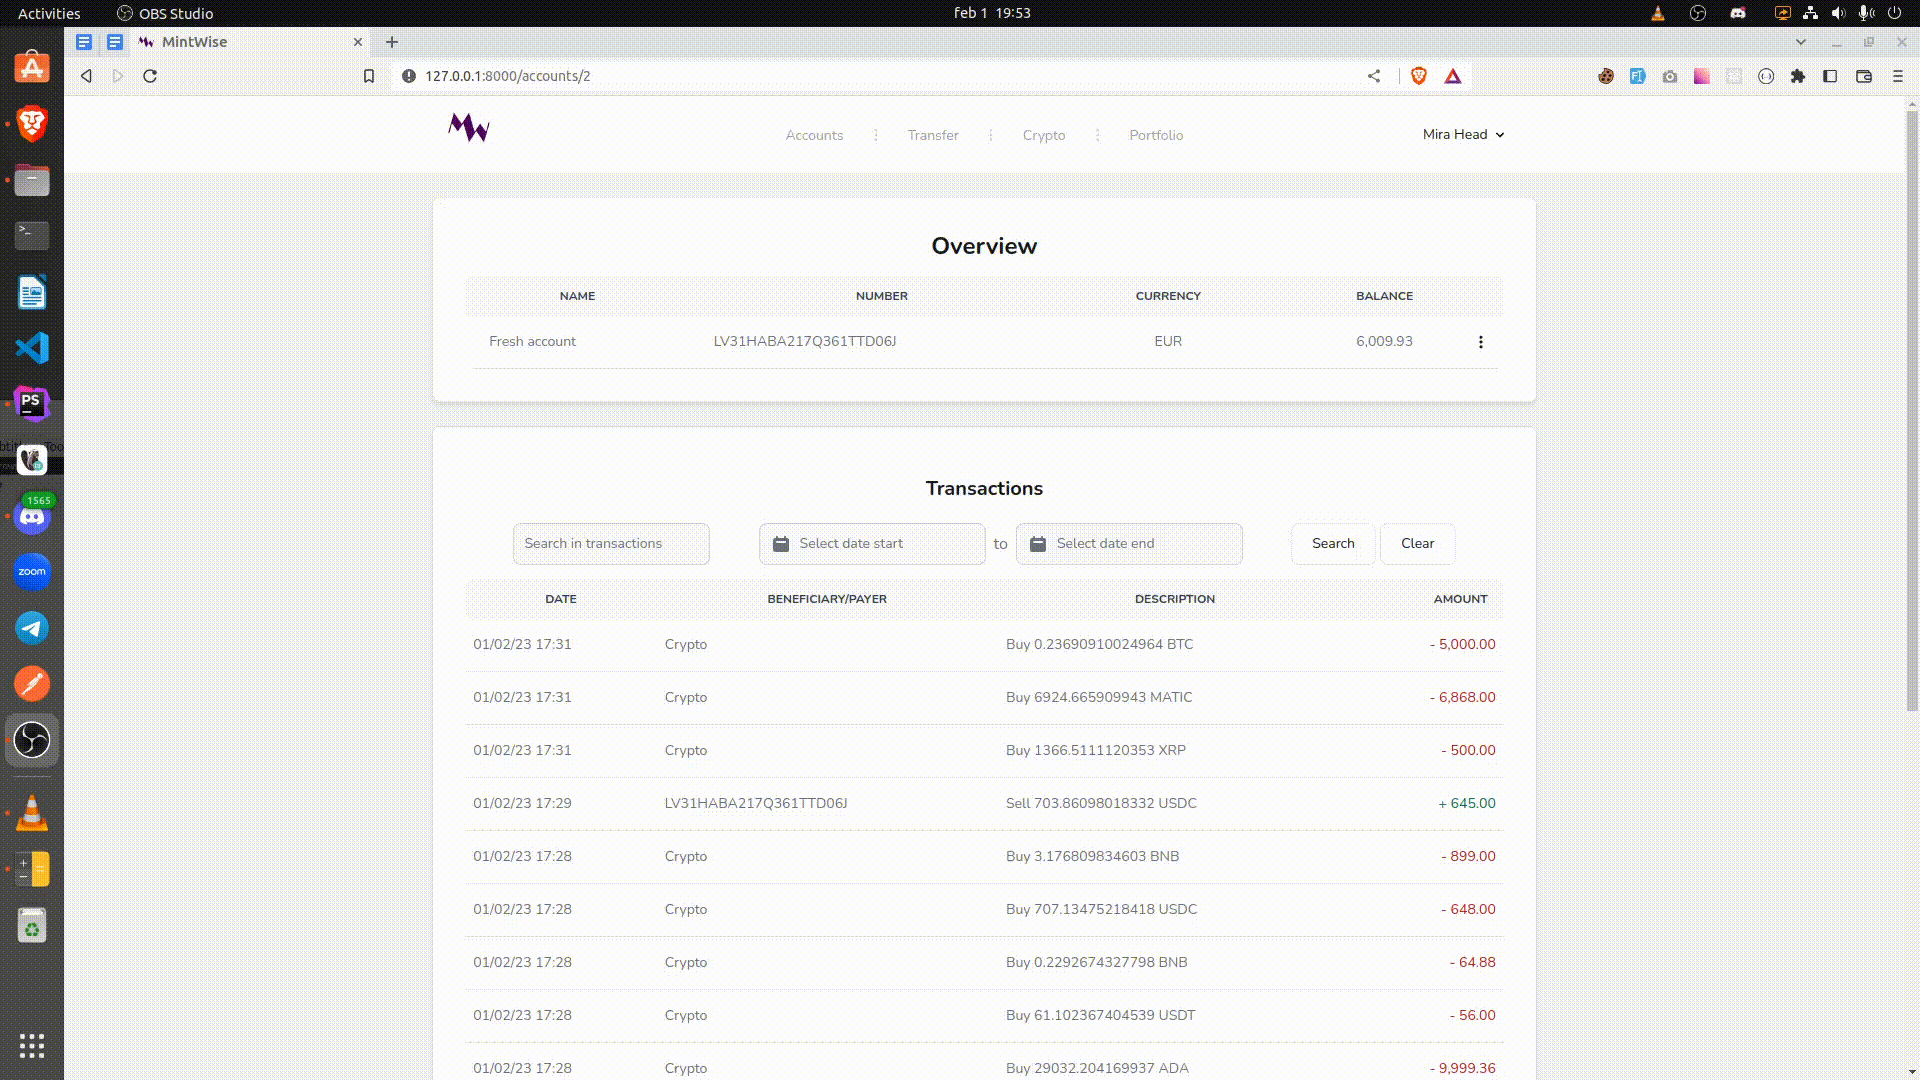 Activities OBS Studio feb 1 19:53
MintWise
127.0.0.1:8000/accounts/2
MW Accounts Transfer Crypto Portfolio Mira Head
Overview
NAME NUMBER CURRENCY BALANCE
Fresh account LV31HABA217Q361TTD06J EUR 6,009.93
Transactions
Search in transactions Select date start to Select date end Search Clear
DATE BENEFICIARY/PAYER DESCRIPTION AMOUNT
01/02/23 17:31 Crypto Buy 0.23690910024964 BTC - 5,000.00
01/02/23 17:31 Crypto Buy 6924.665909943 MATIC - 6,868.00
01/02/23 17:31 Crypto Buy 1366.5111120353 XRP - 500.00
01/02/23 17:29 LV31HABA217Q361TTD06J Sell 703.86098018332 USDC + 645.00
01/02/23 17:28 Crypto Buy 3.176809834603 BNB - 899.00
01/02/23 17:28 Crypto Buy 707.13475218418 USDC - 648.00
01/02/23 17:28 Crypto Buy 0.2292674327798 BNB - 64.88
01/02/23 17:28 Crypto Buy 61.102367404539 USDT - 56.00
01/02/23 17:28 Crypto Buy 29032.204169937 ADA - 9,999.36
PS
1565
zoom